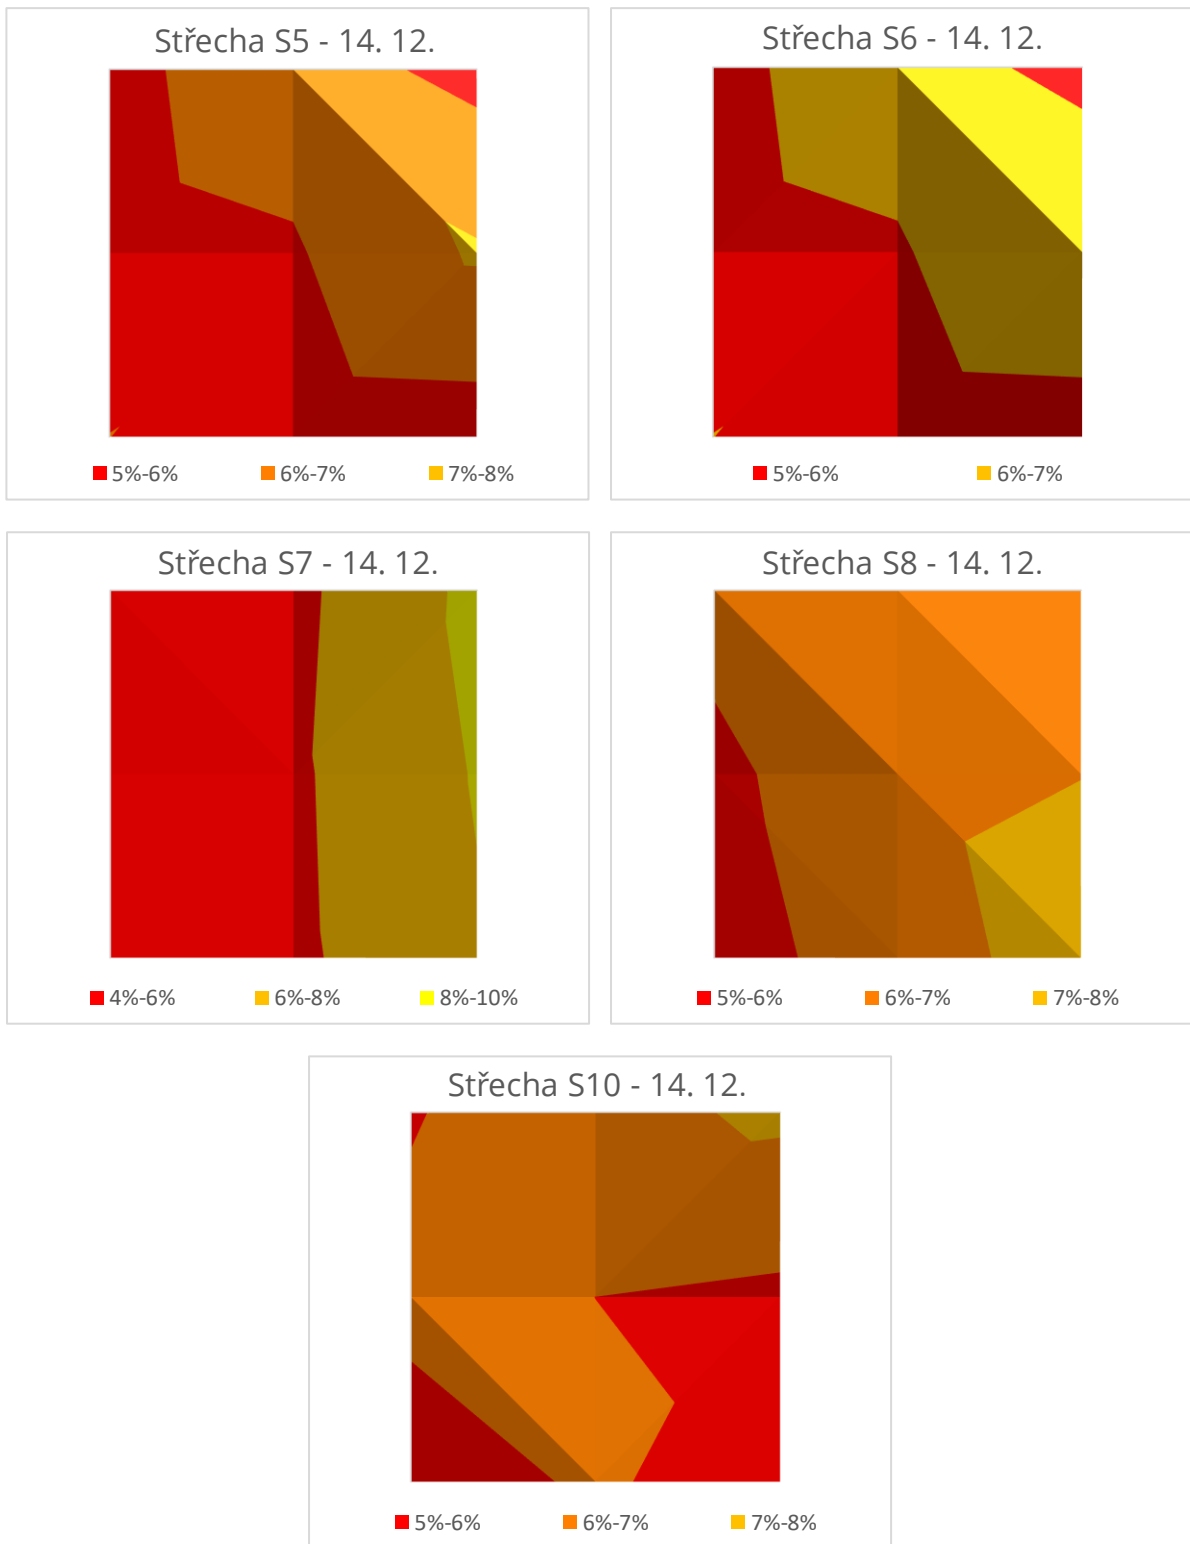 Střecha S5 - 14. 12.
5%-6% 6%-7% 7%-8%
Střecha S6 - 14. 12.
5%-6% 6%-7%
Střecha S7 - 14. 12.
4%-6% 6%-8% 8%-10%
Střecha S8 - 14. 12.
5%-6% 6%-7% 7%-8%
Střecha S10 - 14. 12.
5%-6% 6%-7% 7%-8%